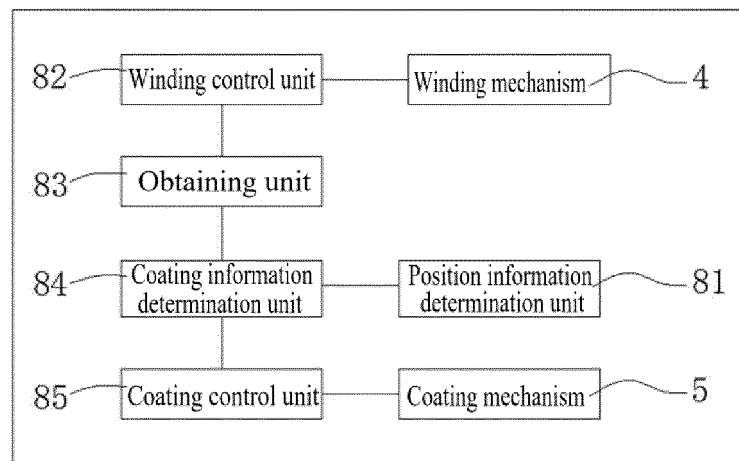 82 Winding control unit Winding mechanism 4
83 Obtaining unit
84 Coating information determination unit Position information determination unit 81
85 Coating control unit Coating mechanism 5